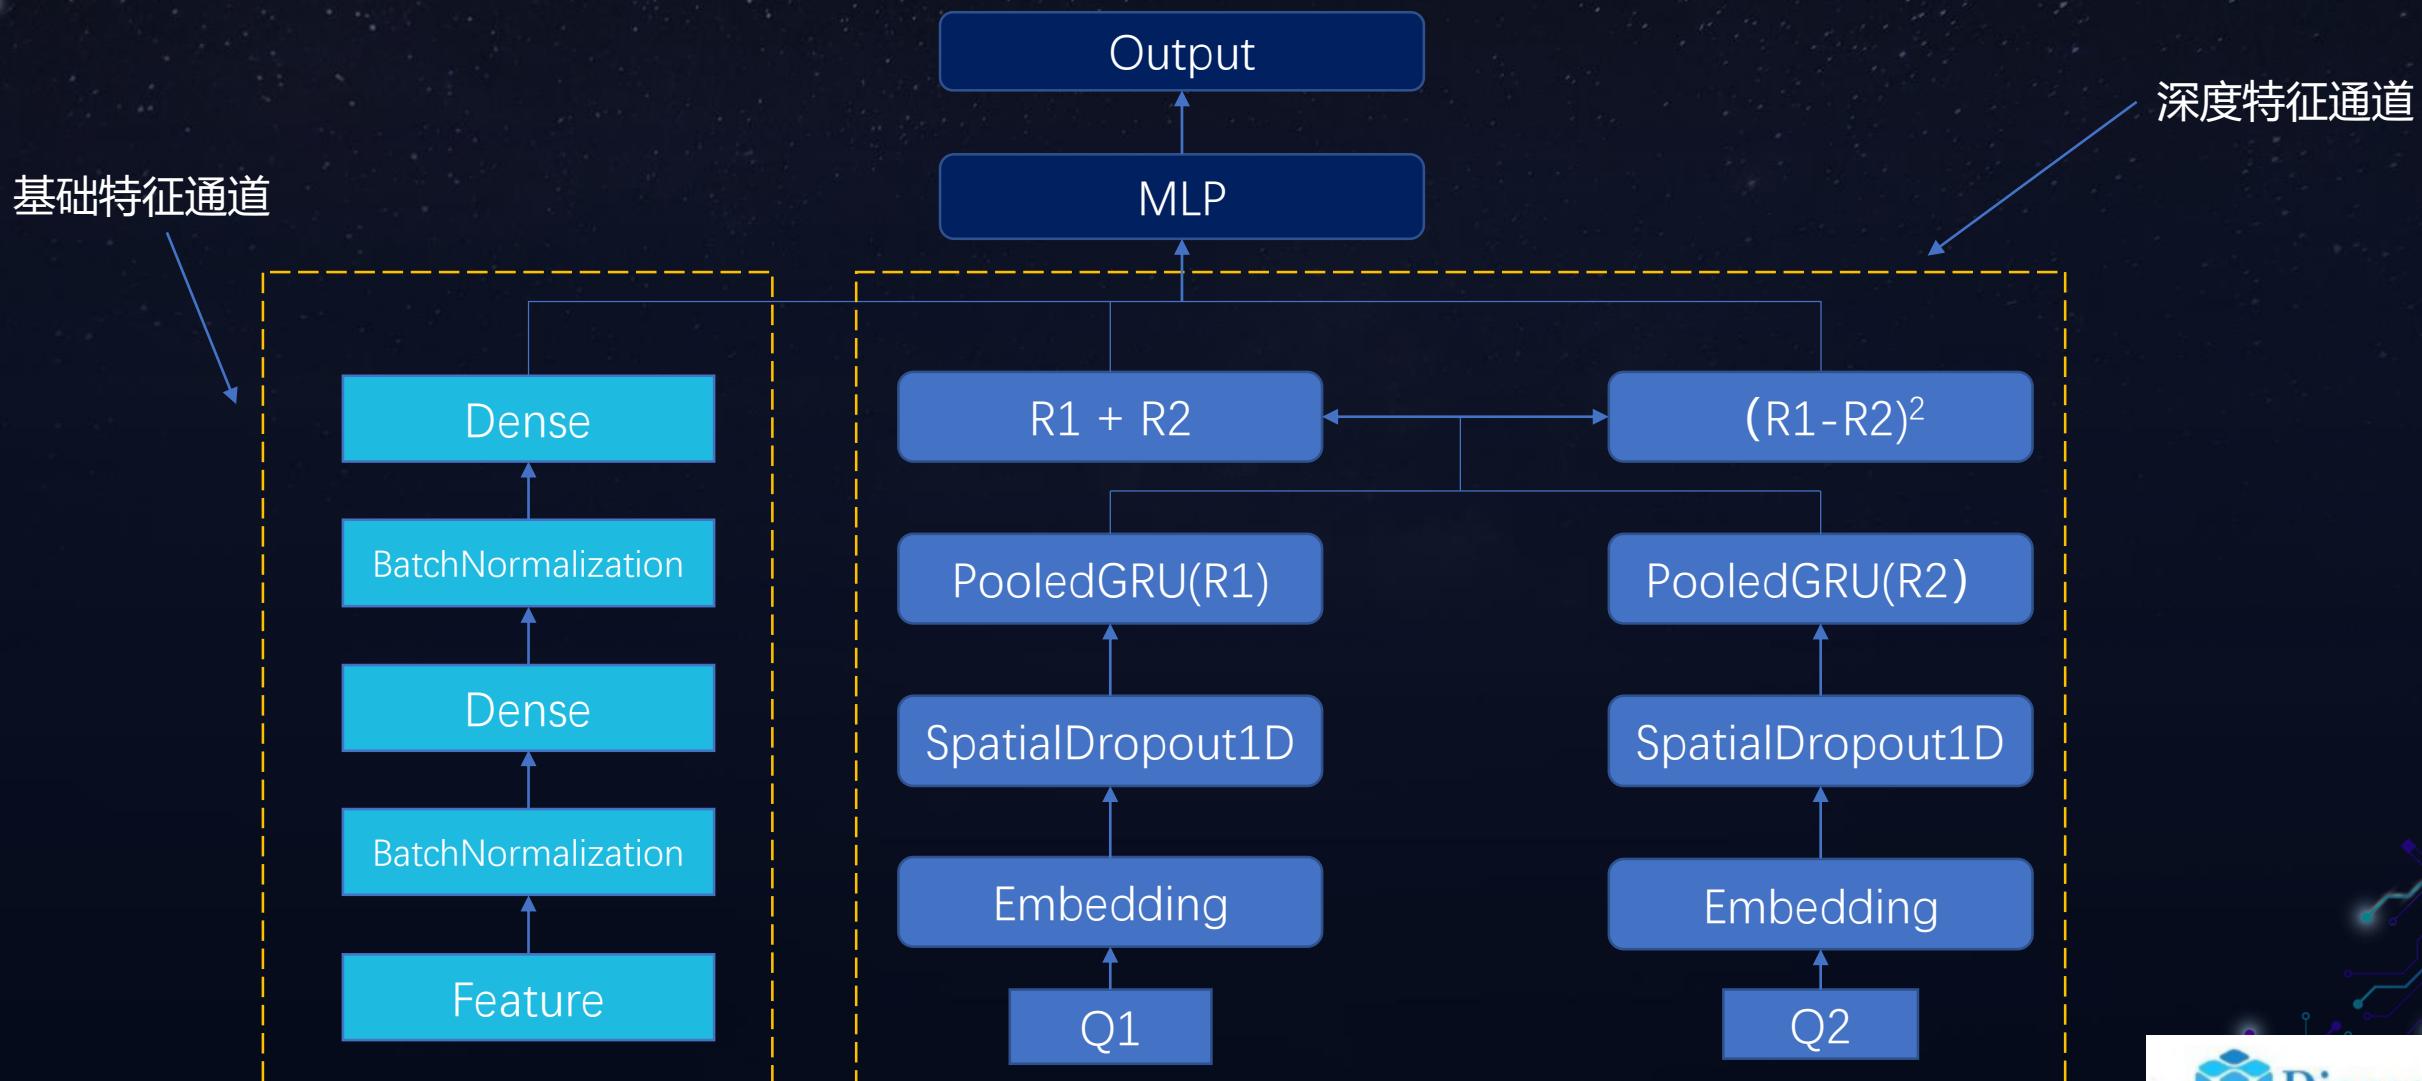 Output
深度特征通道
MLP
基础特征通道
Dense
R1 + R2
(R1-R2)²
BatchNormalization
PooledGRU(R1)
PooledGRU(R2)
Dense
SpatialDropout1D
SpatialDropout1D
BatchNormalization
Embedding
Embedding
Feature
Q1
Q2